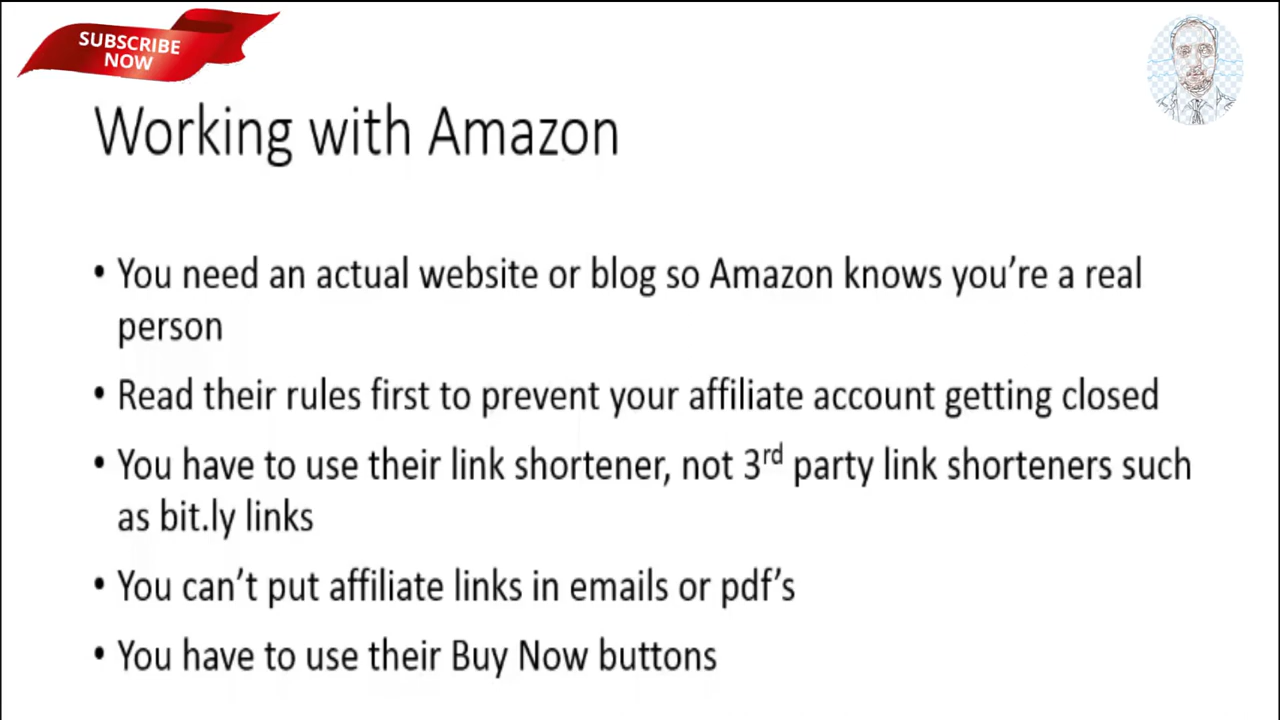 SUBSCRIBE
NOW
Working with Amazon
• You need an actual website or blog so Amazon knows you’re a real
person
• Read their rules first to prevent your affiliate account getting closed
• You have to use their link shortener, not 3rd party link shorteners such
as bit.ly links
• You can’t put affiliate links in emails or pdf’s
• You have to use their Buy Now buttons